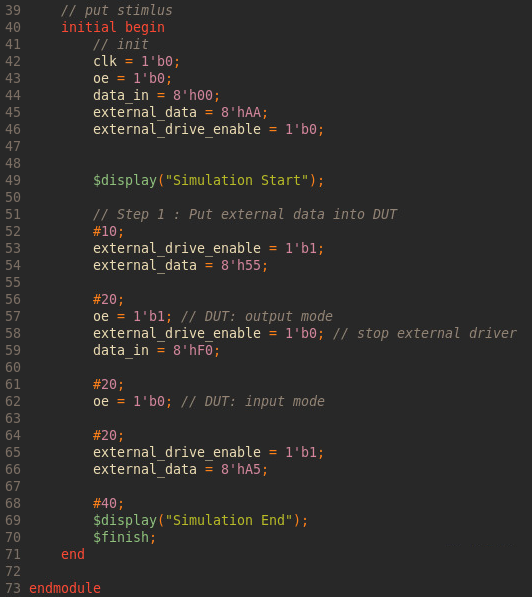 39 // put stimlus
40 initial begin
41 // init
42 clk = 1'b0;
43 oe = 1'b0;
44 data_in = 8'h00;
45 external_data = 8'hAA;
46 external_drive_enable = 1'b0;
47
48
49 $display("Simulation Start");
50
51 // Step 1 : Put external data into DUT
52 #10;
53 external_drive_enable = 1'b1;
54 external_data = 8'h55;
55
56 #20;
57 oe = 1'b1; // DUT: output mode
58 external_drive_enable = 1'b0; // stop external driver
59 data_in = 8'hF0;
60
61 #20;
62 oe = 1'b0; // DUT: input mode
63
64 #20;
65 external_drive_enable = 1'b1;
66 external_data = 8'hA5;
67
68 #40;
69 $display("Simulation End");
70 $finish;
71 end
72
73 endmodule